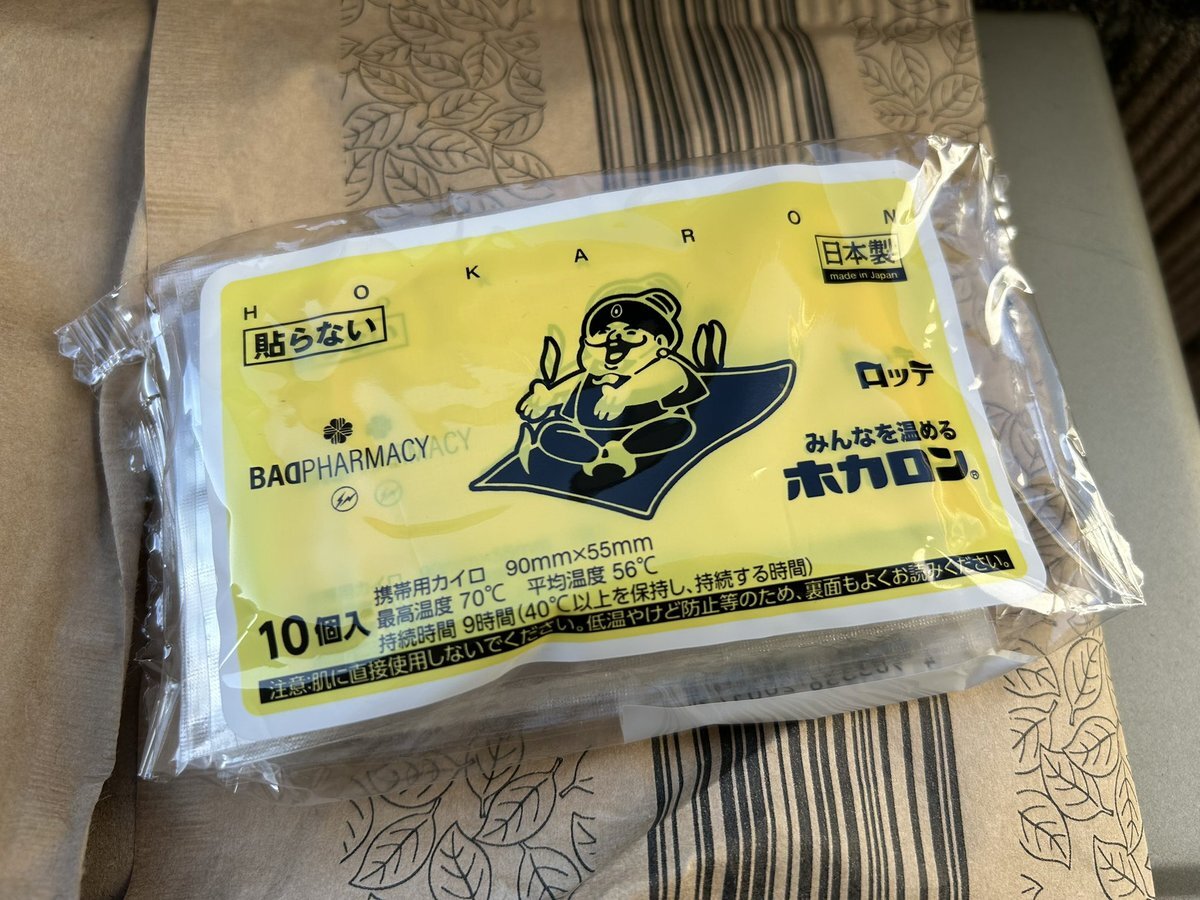 HOKARON
貼らない
日本製
made in Japan
ロッテ
みんなを温める
ホカロン®
BADPHARMACY
10個入
携帯用カイロ 90mm×55mm
最高温度 70℃ 平均温度 56℃
持続時間 9時間(40℃以上を保持し、持続する時間)
注意:肌に直接使用しないでください。低温やけど防止等のため、裏面もよくお読みください。